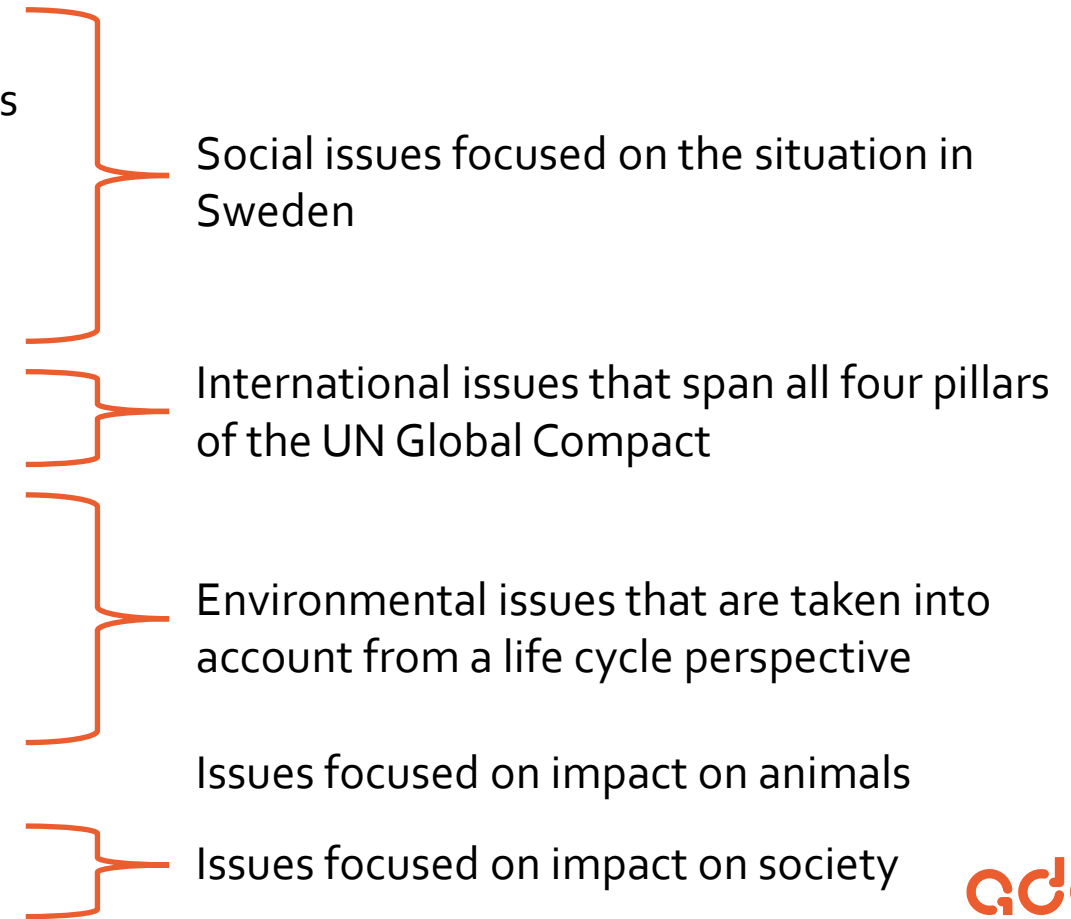 s
Social issues focused on the situation in
Sweden
International issues that span all four pillars
of the UN Global Compact
Environmental issues that are taken into
account from a life cycle perspective
Issues focused on impact on animals
Issues focused on impact on society